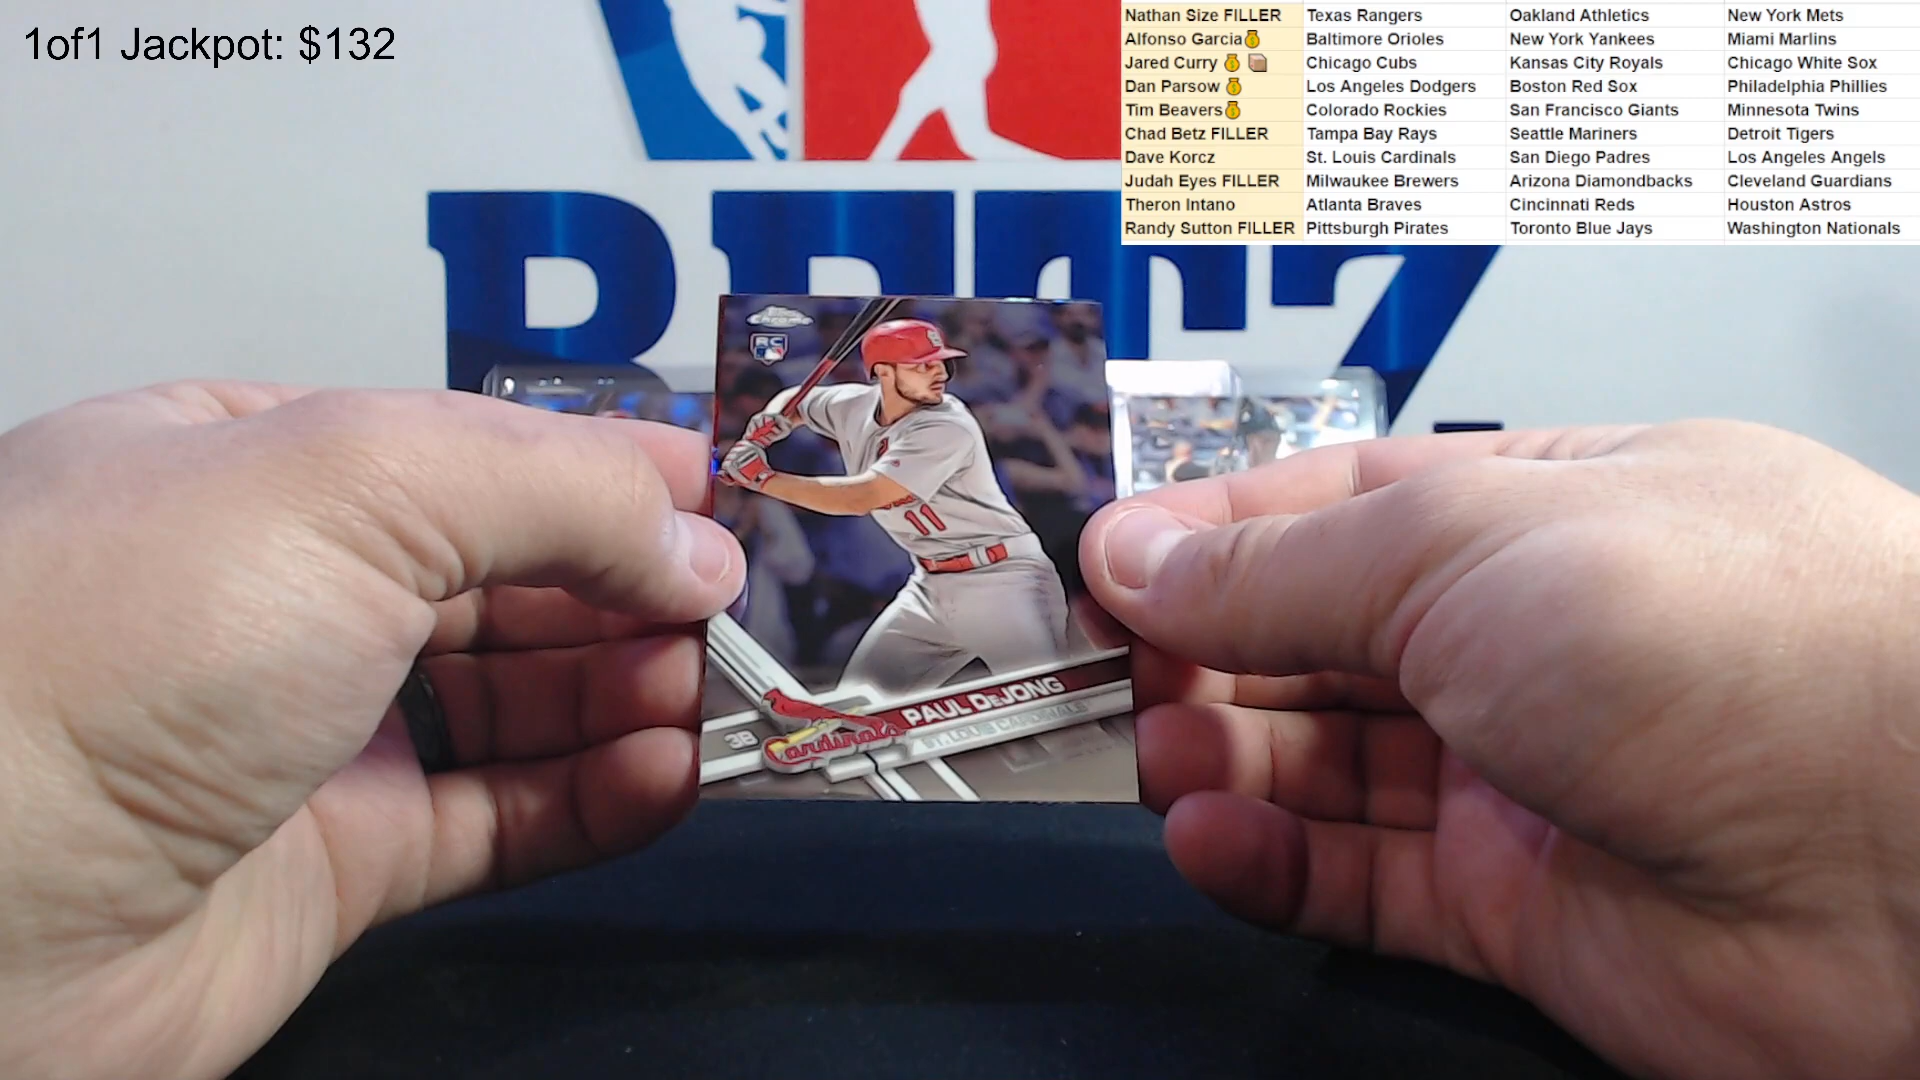 1of1 Jackpot: $132
Nathan Size FILLER Texas Rangers Oakland Athletics New York Mets
Alfonso Garcia Baltimore Orioles New York Yankees Miami Marlins
Jared Curry Chicago Cubs Kansas City Royals Chicago White Sox
Dan Parsow Los Angeles Dodgers Boston Red Sox Philadelphia Phillies
Tim Beavers Colorado Rockies San Francisco Giants Minnesota Twins
Chad Betz FILLER Tampa Bay Rays Seattle Mariners Detroit Tigers
Dave Korcz St. Louis Cardinals San Diego Padres Los Angeles Angels
Judah Eyes FILLER Milwaukee Brewers Arizona Diamondbacks Cleveland Guardians
Theron Intano Atlanta Braves Cincinnati Reds Houston Astros
Randy Sutton FILLER Pittsburgh Pirates Toronto Blue Jays Washington Nationals
BETZ
Chrome
RC
11
PAUL DeJONG
3B Cardinals ST. LOUIS CARDINALS